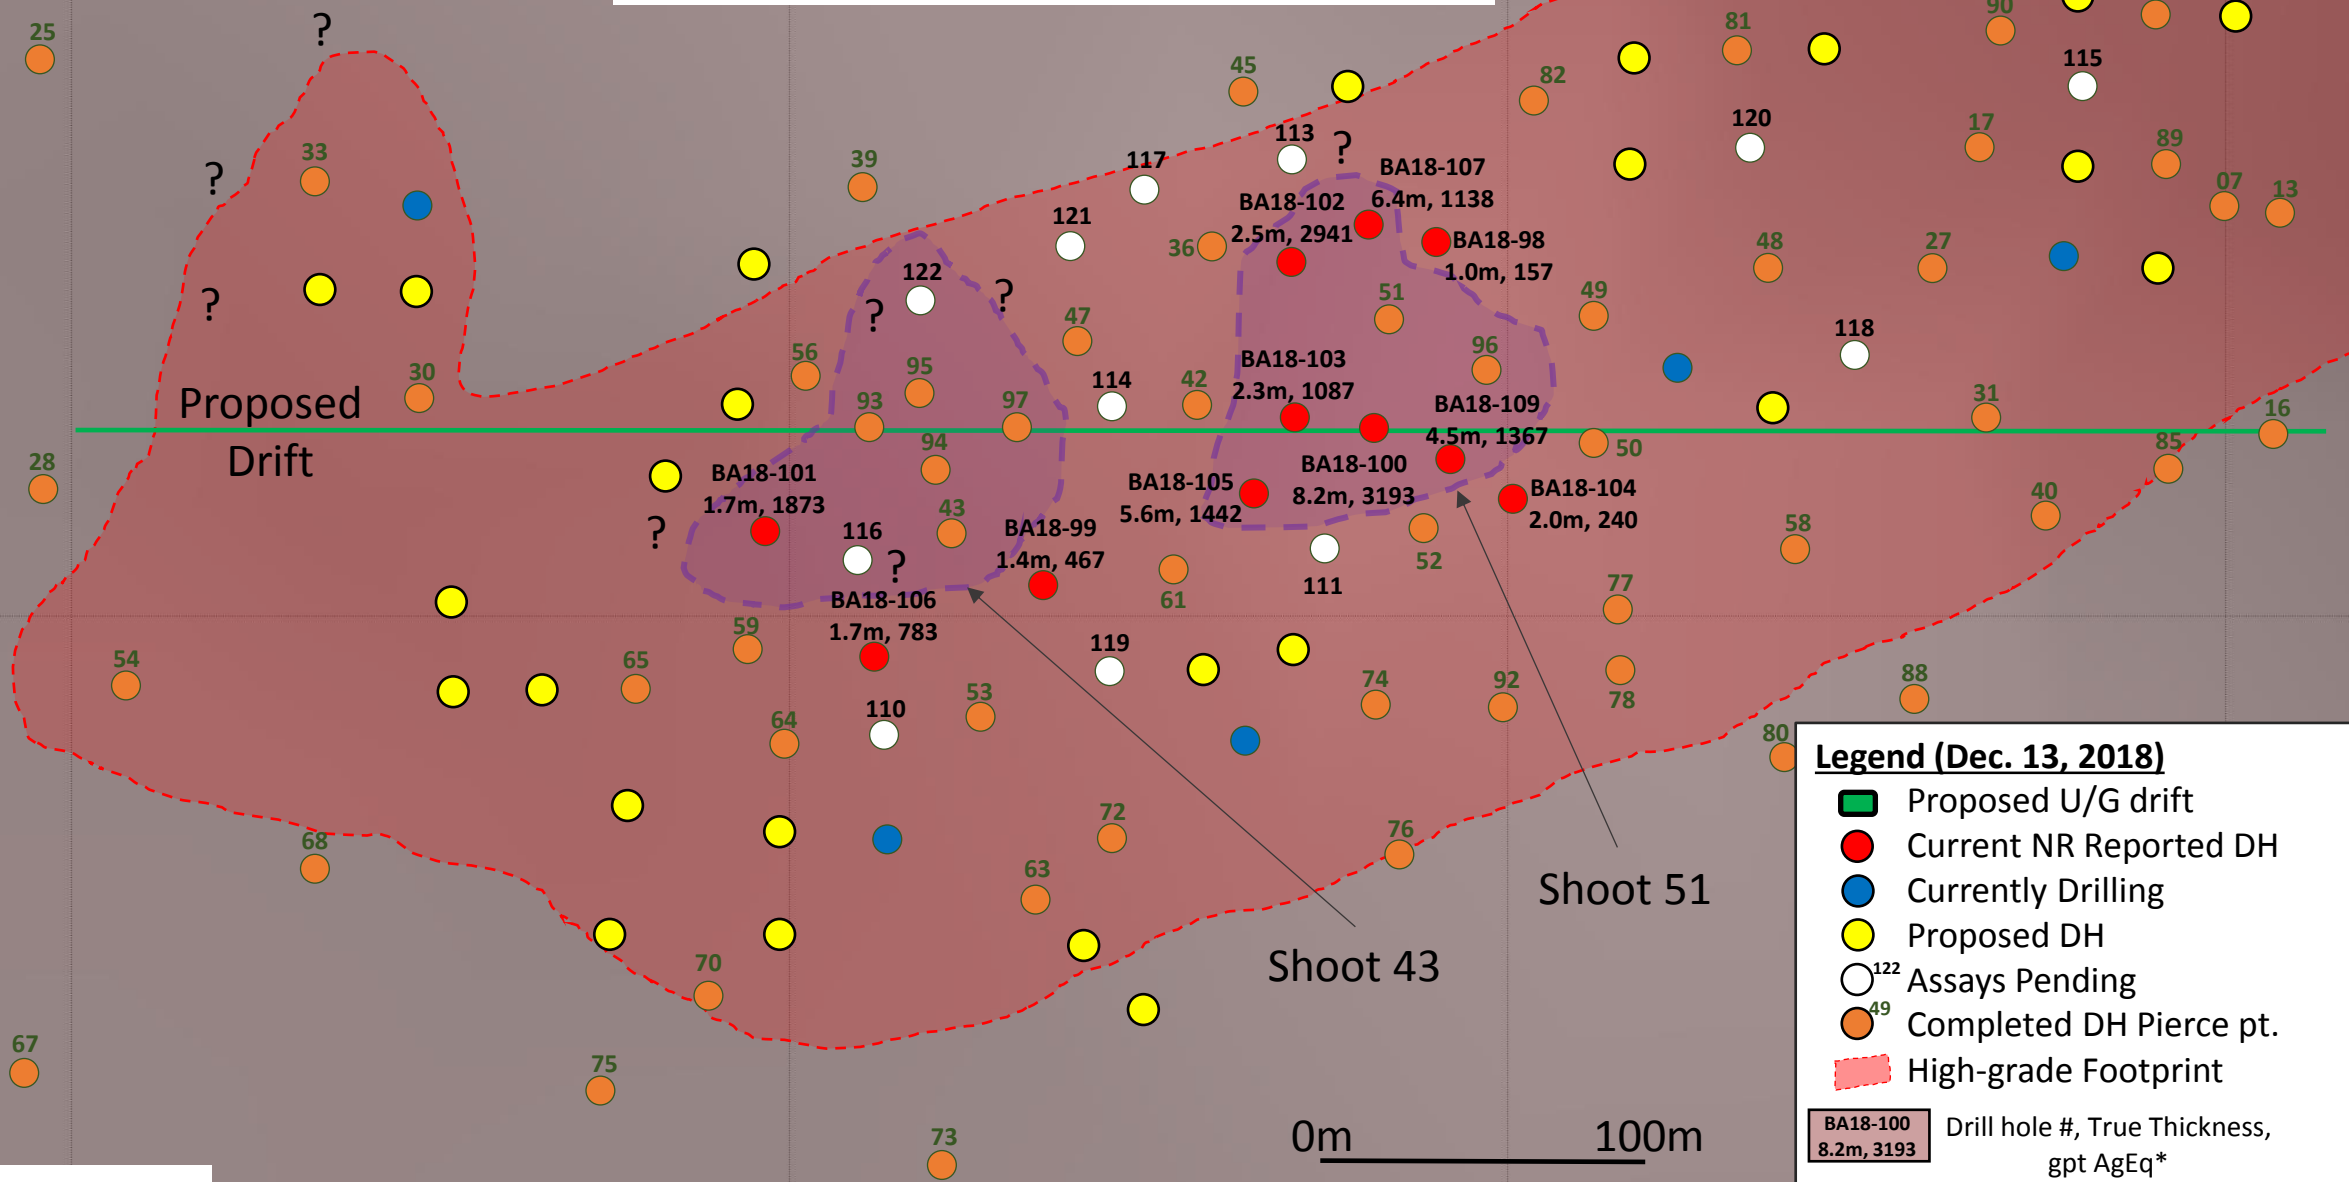 25
?
33
?
?
30
Proposed
Drift
28
54
68
67
39
45
81
90
82
115
113
?
120
17
89
117
07
13
BA18-107
6.4m, 1138
BA18-102
2.5m, 2941
121
36
BA18-98
1.0m, 157
48
27
122
?
?
47
51
49
118
56
95
96
93
97
114
42
BA18-103
2.3m, 1087
BA18-109
4.5m, 1367
31
16
94
50
85
BA18-101
1.7m, 1873
BA18-105
5.6m, 1442
BA18-100
8.2m, 3193
BA18-104
2.0m, 240
40
?
116
43
?
BA18-99
1.4m, 467
52
58
61
111
77
BA18-106
1.7m, 783
59
119
65
110
53
74
92
78
88
64
80
72
76
63
70
75
73
Shoot 51
Shoot 43
0m
100m
Legend (Dec. 13, 2018)
Proposed U/G drift
Current NR Reported DH
Currently Drilling
Proposed DH
122 Assays Pending
49 Completed DH Pierce pt.
High-grade Footprint
BA18-100
8.2m, 3193
Drill hole #, True Thickness,
gpt AgEq*